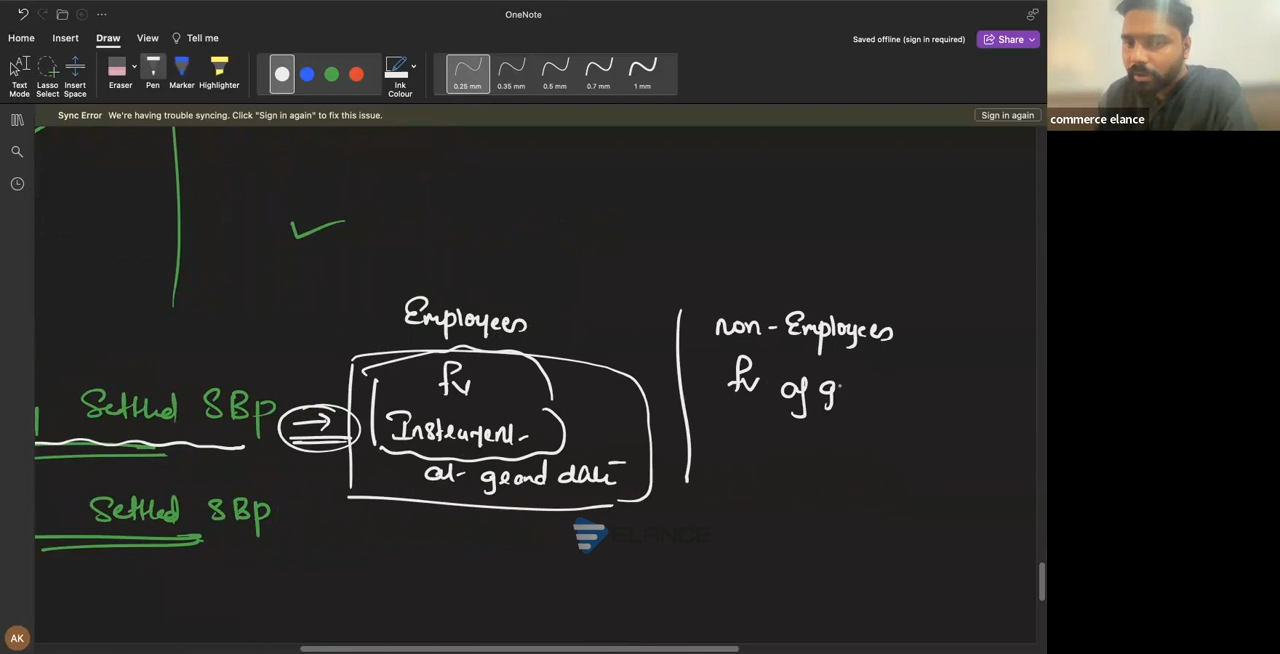 OneNote
Home Insert Draw View Tell me
Saved offline (sign in required)
Share
Text Mode
Lasso Select
Insert Space
Eraser
Pen
Marker
Highlighter
Ink Colour
0.25 mm
0.35 mm
0.5 mm
0.7 mm
1 mm
Sync Error We're having trouble syncing. Click "Sign in again" to fix this issue.
Sign in again
commerce elance
Employees
non-Employees
fv
fv of g
Settled SBp
Instrument
at grand date
Settled SBp
ELANCE
AK